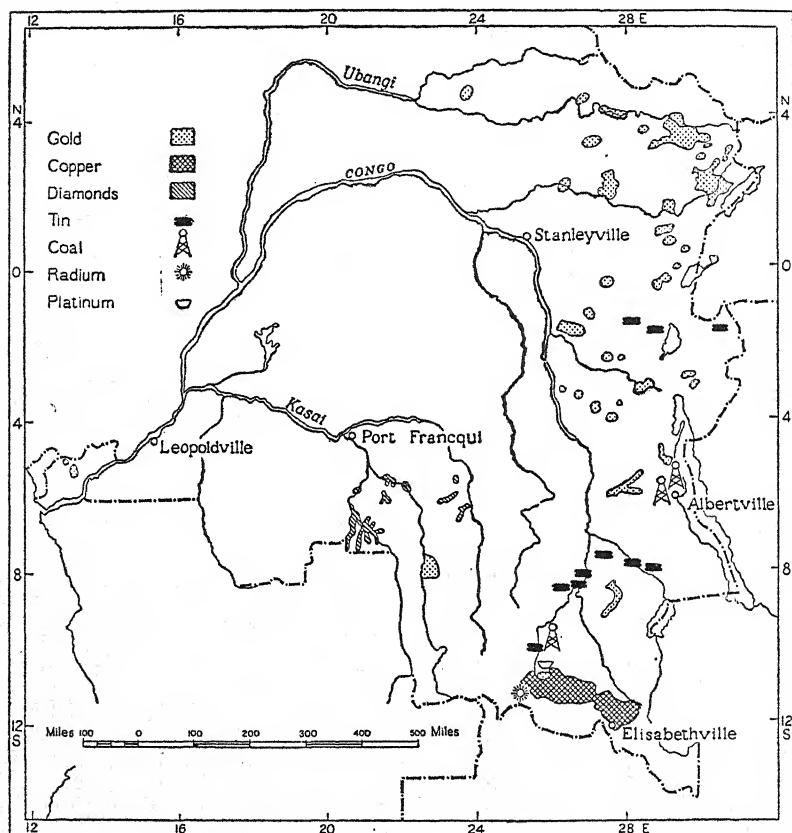 12 16 20 24 28 E
Ubangi
N
4
N
4
Gold
Copper
CONGO
Diamonds
Tin
Stanleyville
Coal
0
0
Radium
Platinum
Kasai
4
4
Leopoldville
Port Francqui
Albertville
8
8
Miles 100 0 100 200 300 400 500 Miles
12
S
12
S
Elisabethville
12 16 20 24 28 E